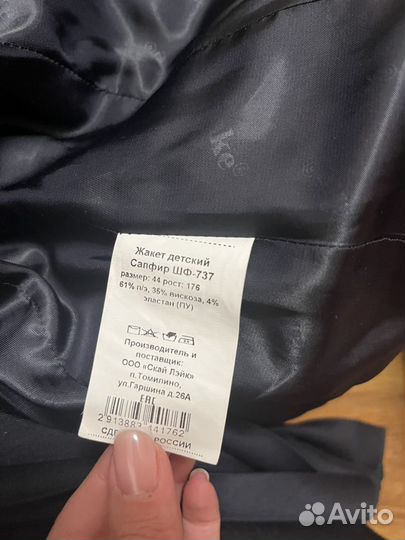 ke®
Жакет детский
Сапфир ШФ-737
размер: 44 рост: 176
61% п/э, 35% вискоза, 4%
эластан (ПУ)
Производитель и
поставщик:
ООО «Скай Лэйк»
п.Томилино,
ул.Гаршина д.26А
EAC
РОССИИ
Avito